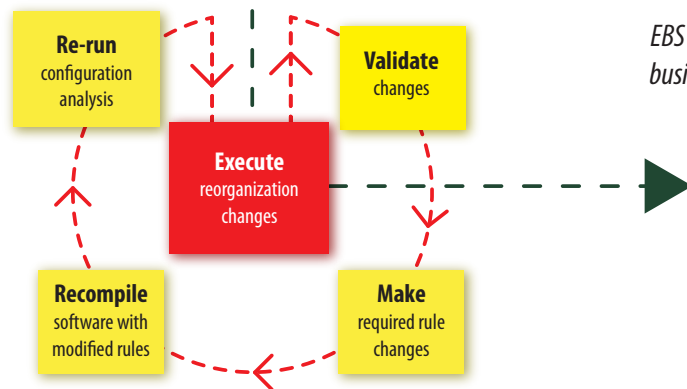 Re-run
configuration
analysis
Validate
changes
EBS
busi
Execute
reorganization
changes
Recompile
software with
modified rules
Make
required rule
changes